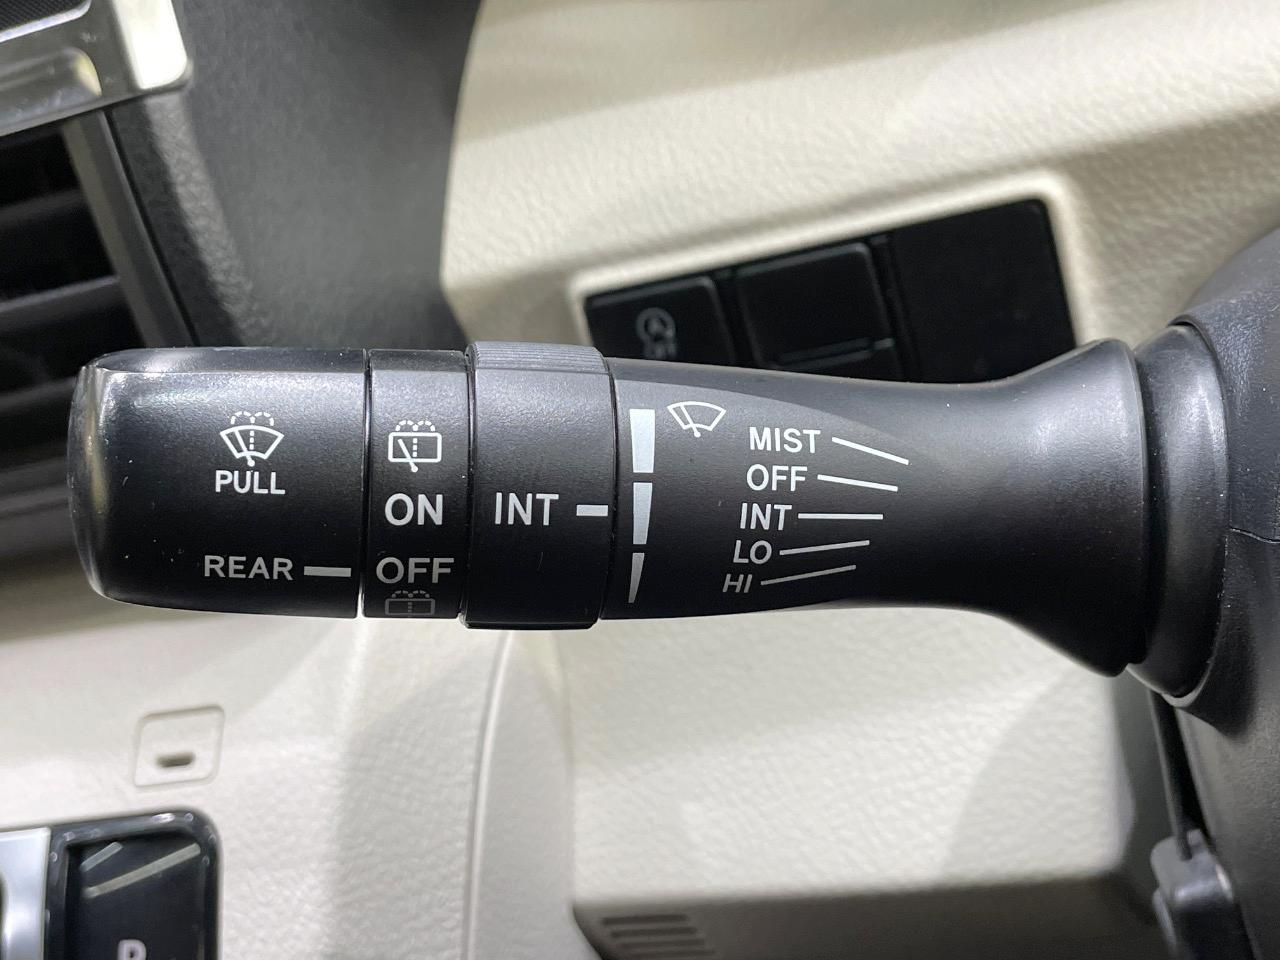 PULL
REAR
ON
OFF
INT
MIST
OFF
INT
LO
HI